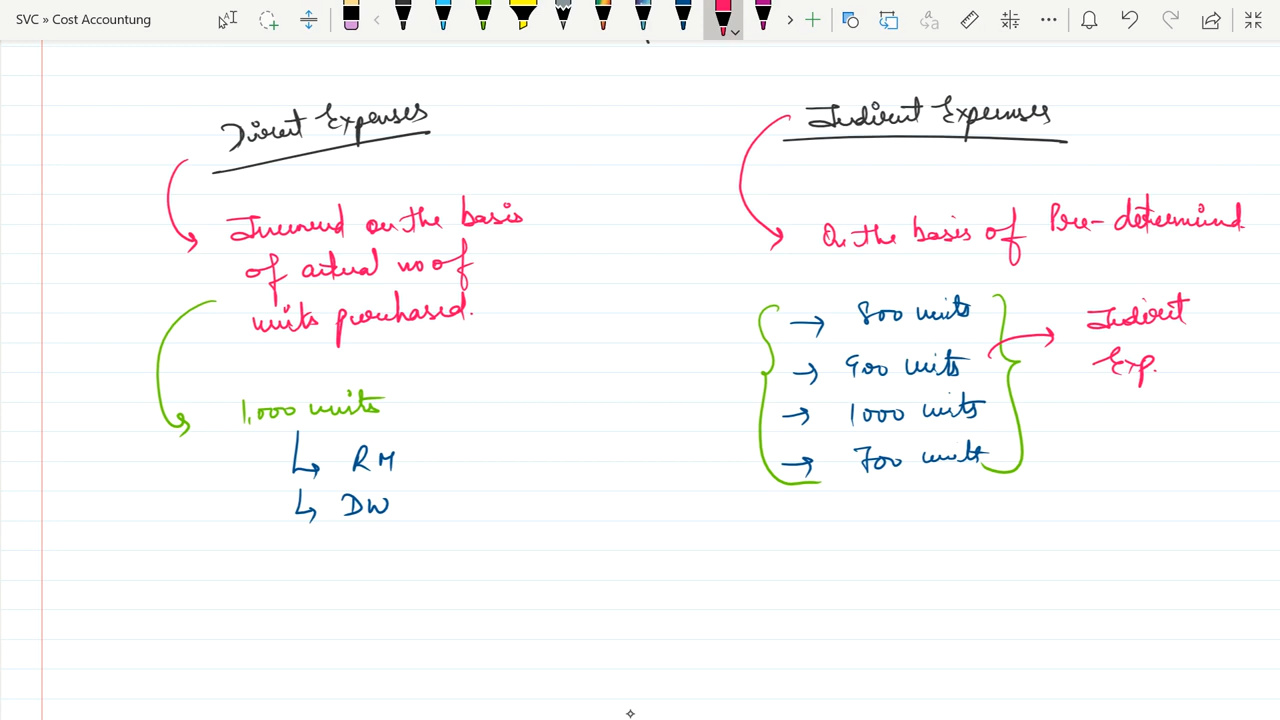 SVC » Cost Accountung
Direct Expenses
Incurred on the basis
of actual no of
units purchased.
1,000 units
RM
DW
Indirect Expenses
On the basis of Pre-determined
800 units
900 units
1000 units
700 units
Indirect
Exp.